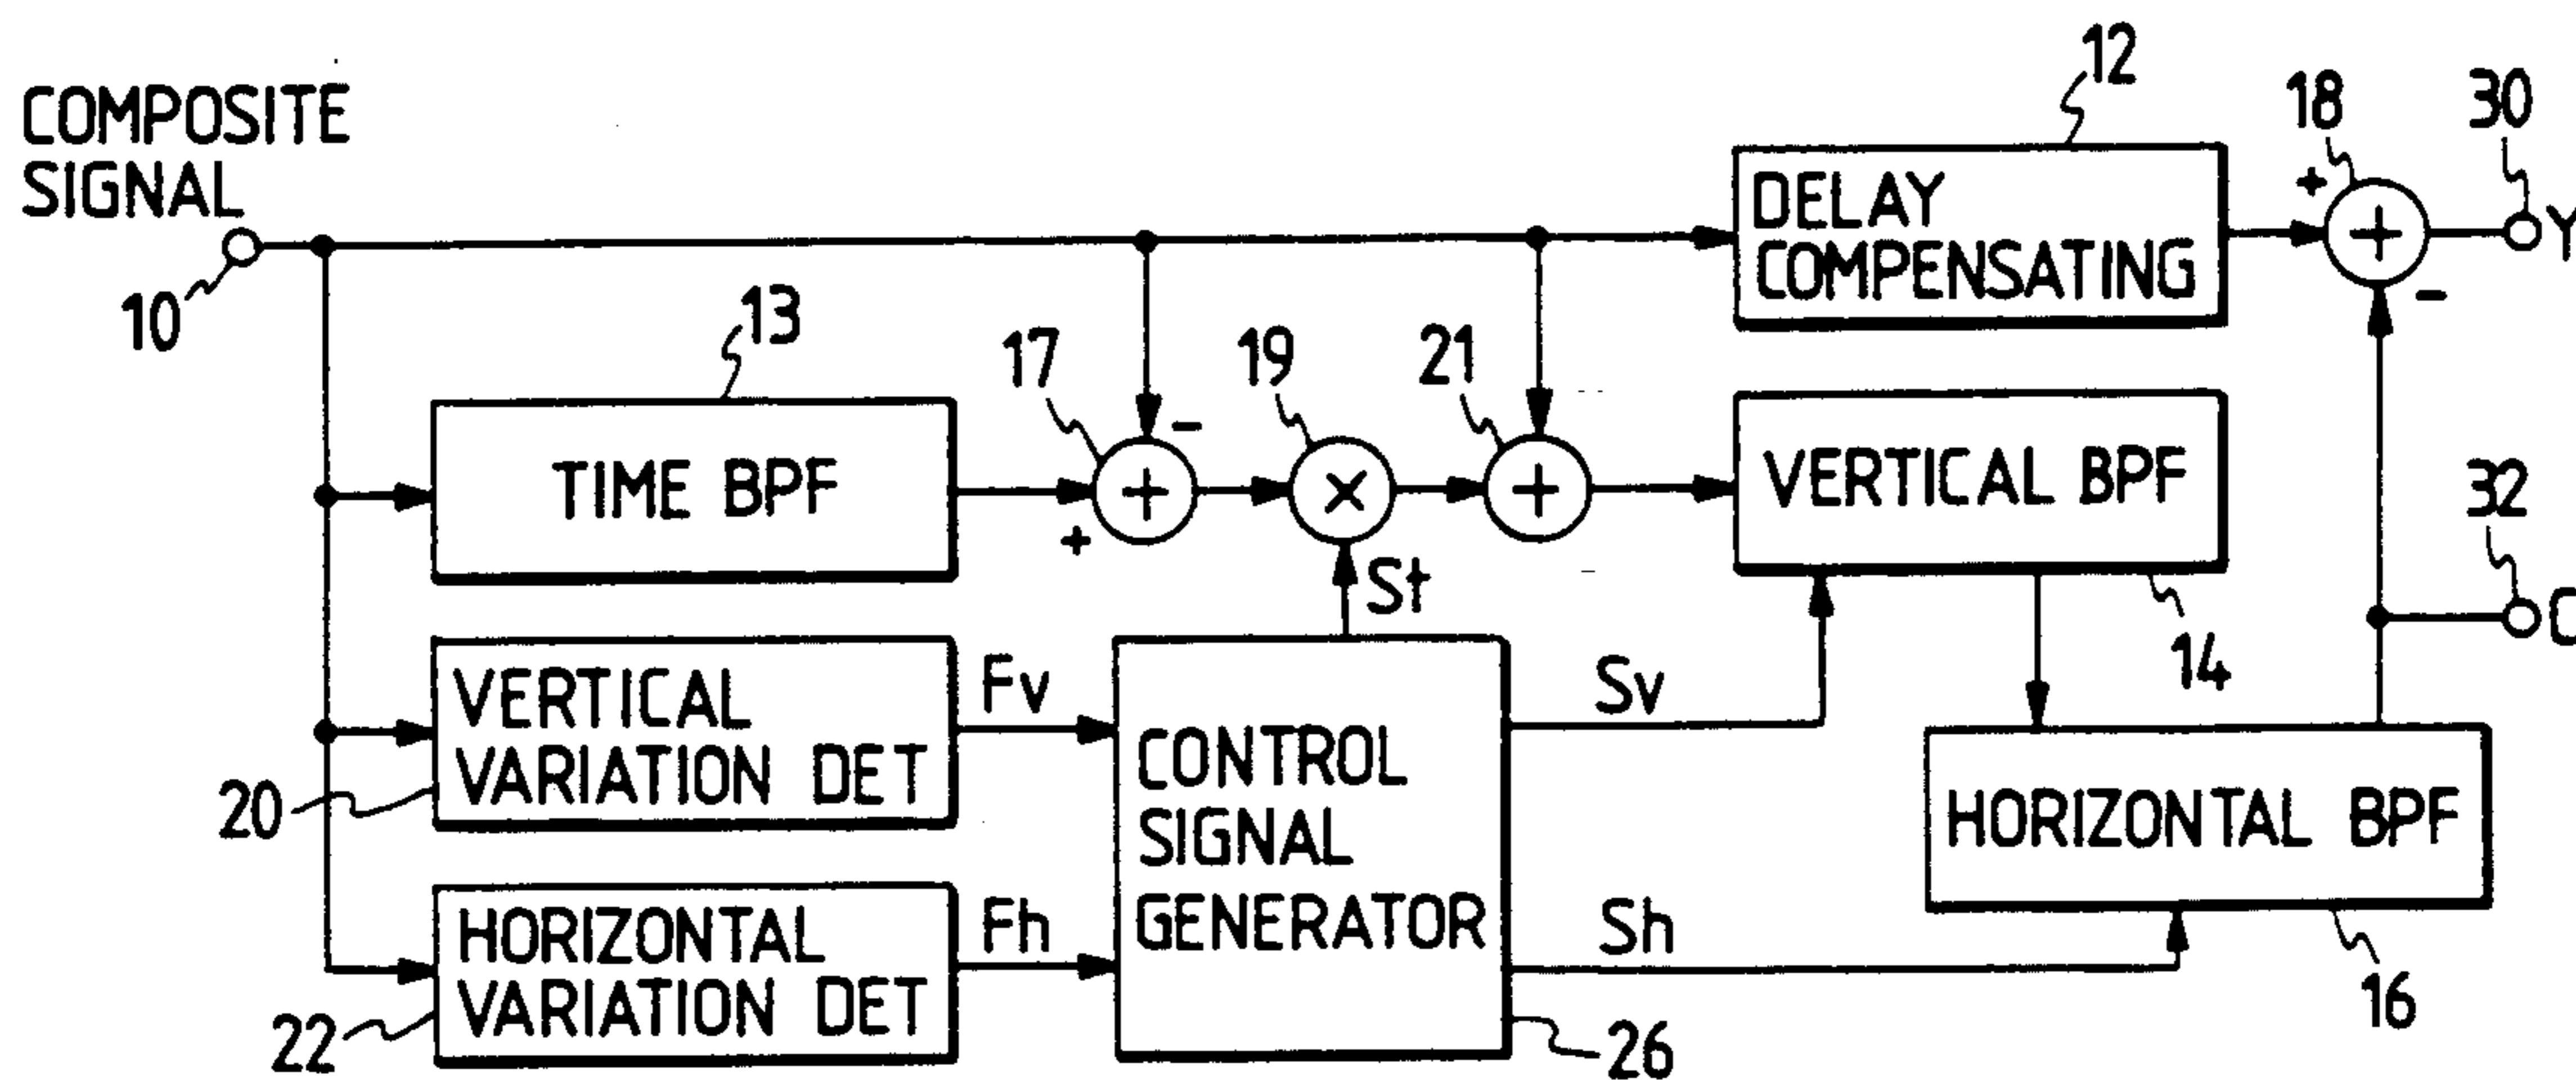 COMPOSITE
SIGNAL
10
12
DELAY
COMPENSATING
18
+
+
-
30
Y
13
TIME BPF
17
+
-
+
19
×
21
+
VERTICAL BPF
14
32
C
St
20
VERTICAL
VARIATION DET
Fv
CONTROL
SIGNAL
GENERATOR
26
Sv
HORIZONTAL BPF
16
22
HORIZONTAL
VARIATION DET
Fh
Sh